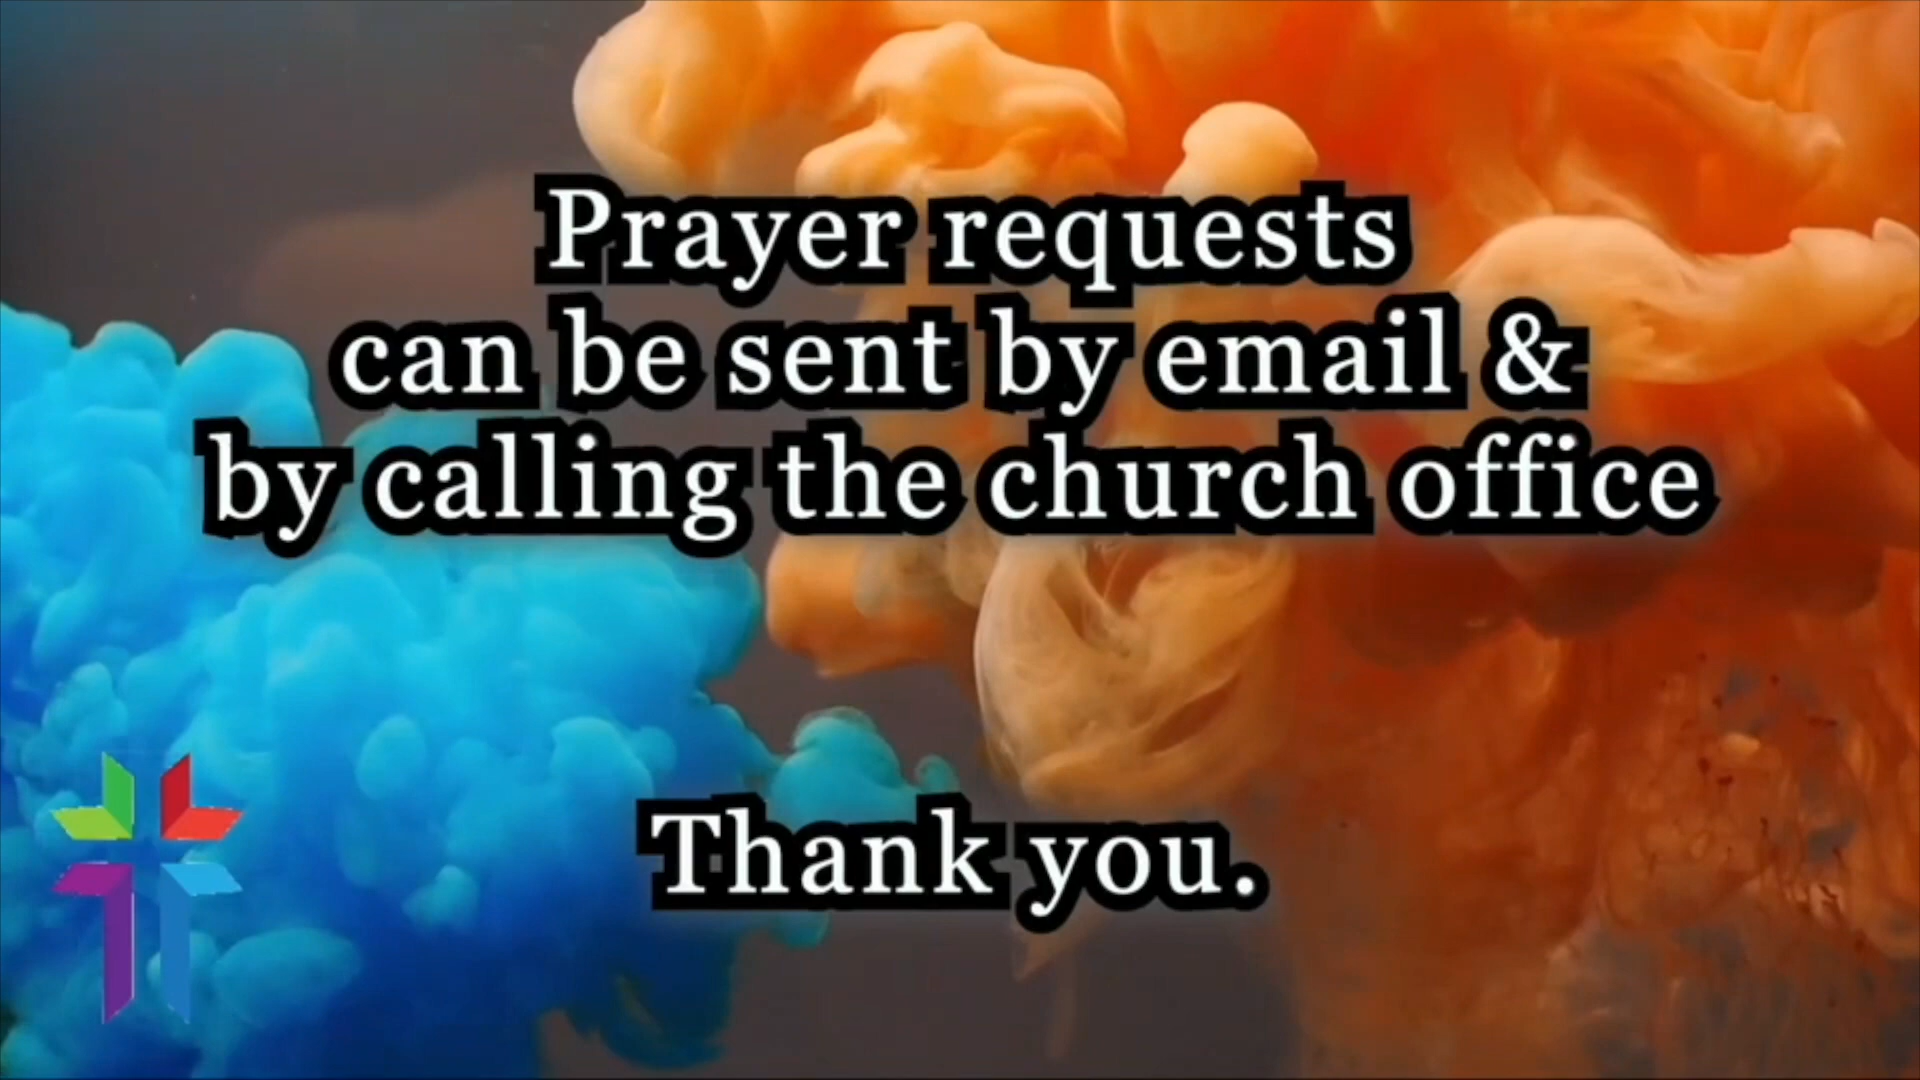 Prayer requests
can be sent by email &
by calling the church office
Thank you.